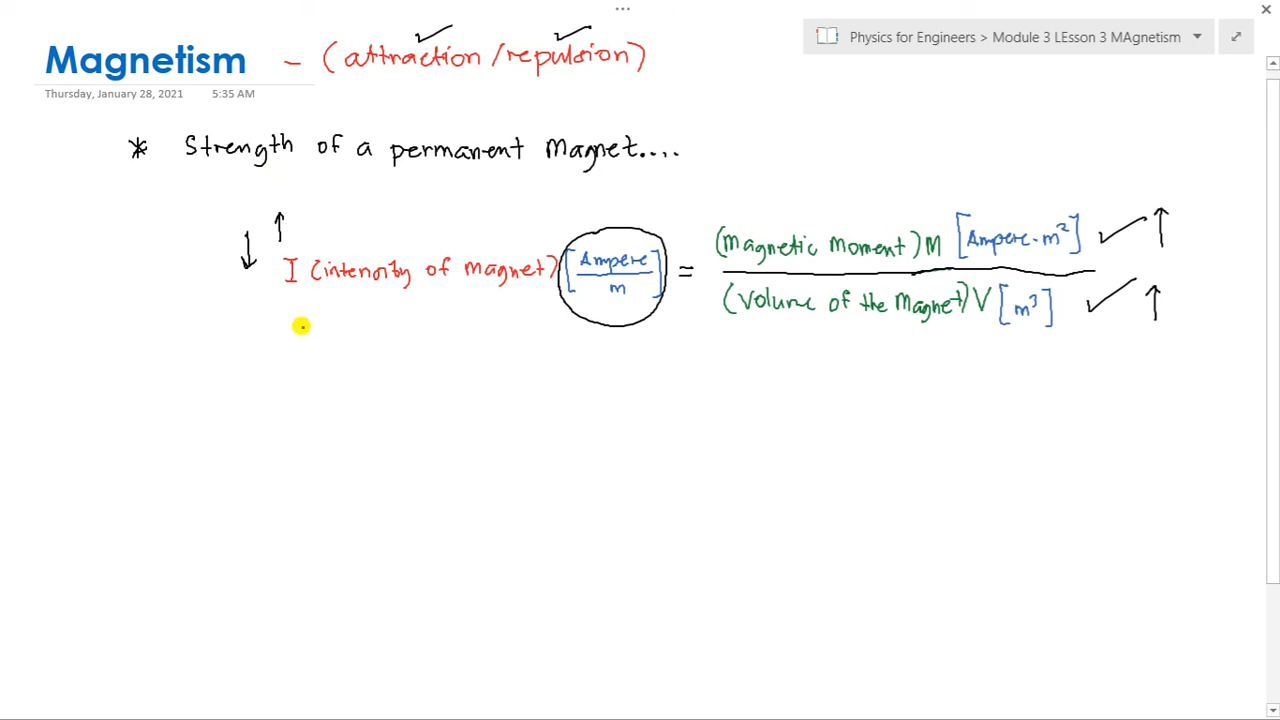 Magnetism - (attraction/repulsion)
Physics for Engineers > Module 3 LEsson 3 MAgnetism
Thursday, January 28, 2021 5:35 AM
* Strength of a permanent Magnet....
I (intensity of magnet) [Ampere/m] = (Magnetic Moment) M [Ampere·m²]
(Volume of the Magnet) V [m³]